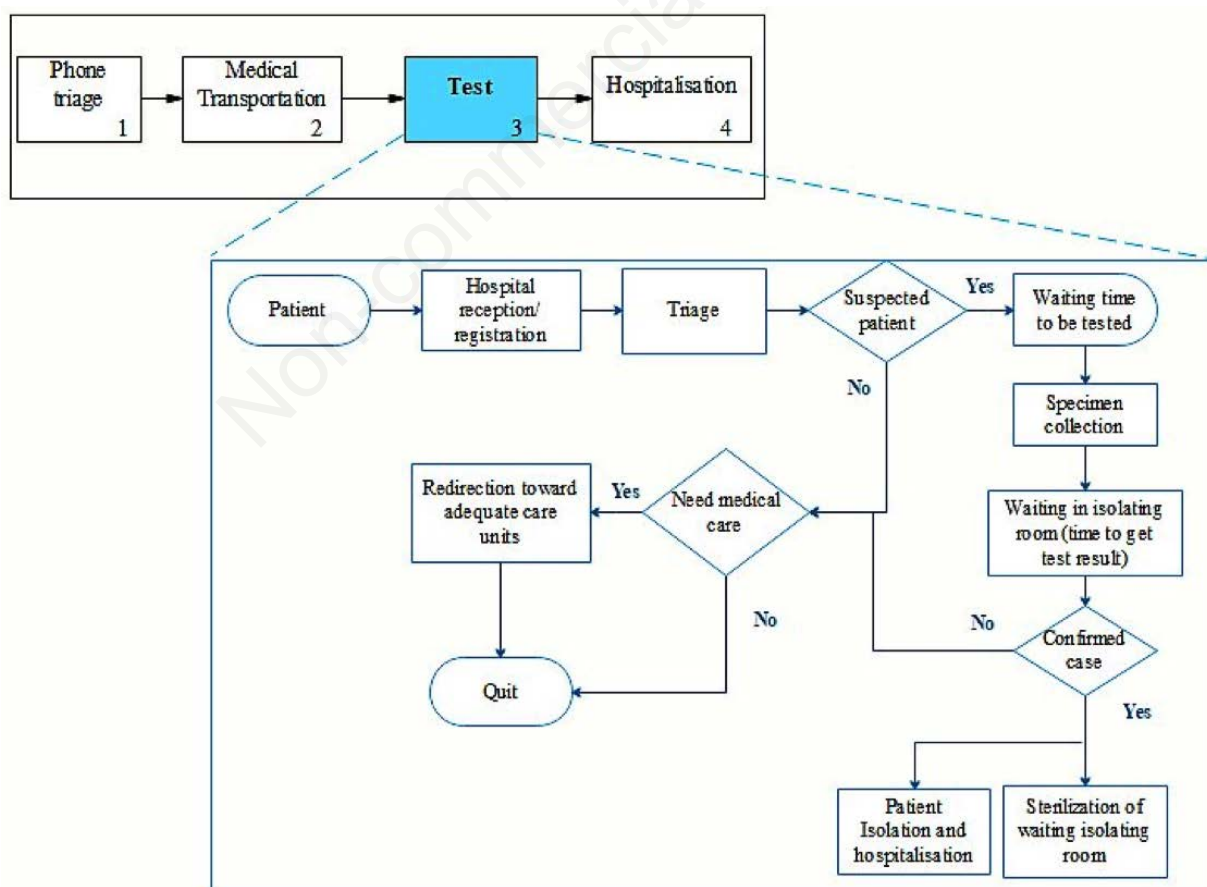 Phone
triage
1
Medical
Transportation
2
Test
3
Hospitalisation
4
Non-commercial
Patient
Hospital
reception/
registration
Triage
Suspected
patient
Yes
Waiting time
to be tested
No
Specimen
collection
Redirection toward
adequate care
units
Yes
Need medical
care
Waiting in isolating
room (time to get
test result)
No
No
Confirmed
case
Quit
Yes
Patient
Isolation and
hospitalisation
Sterilization of
waiting isolating
room